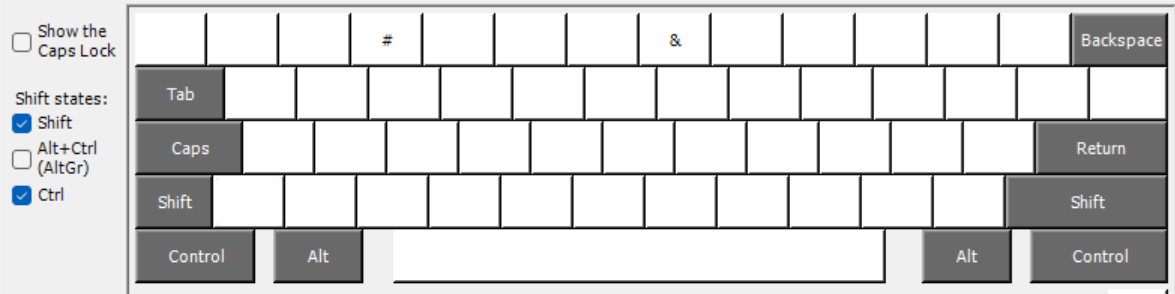 Show the
Caps Lock
Shift states:
Shift
Alt+Ctrl
(AltGr)
Ctrl
# & Backspace
Tab
Caps Return
Shift Shift
Control Alt Alt Control